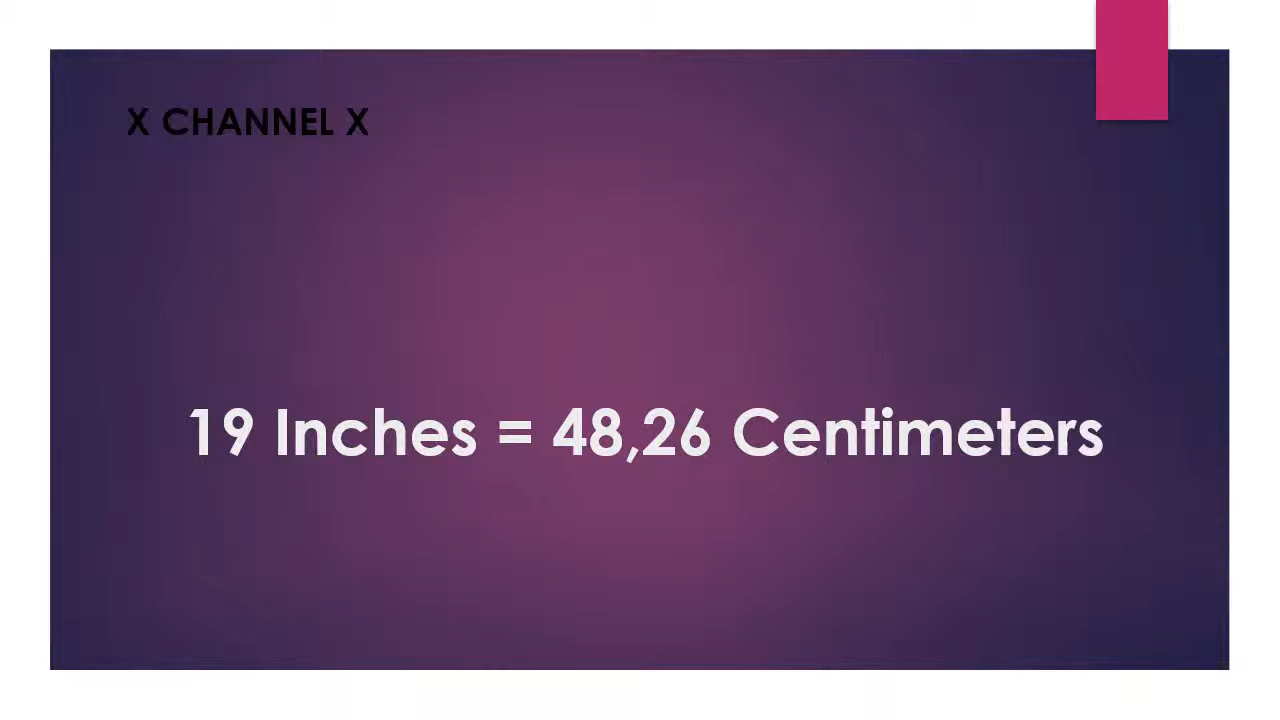 X CHANNEL X
19 Inches = 48,26 Centimeters